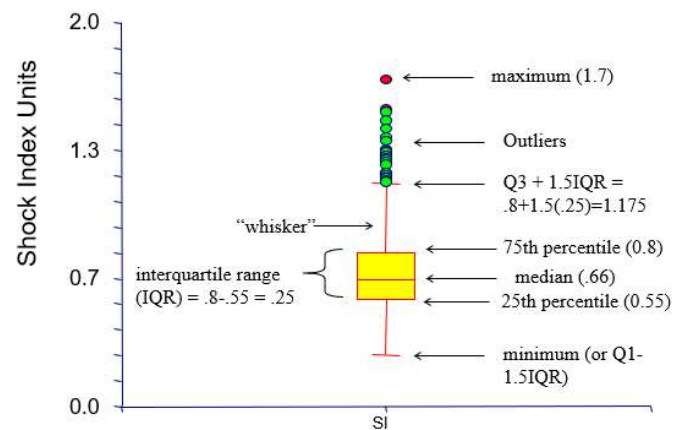 2.0
maximum (1.7)
Shock Index Units
1.3
Outliers
Q3 + 1.5IQR =
.8+1.5(.25)=1.175
“whisker”
75th percentile (0.8)
interquartile range
(IQR) = .8-.55 = .25
0.7
median (.66)
25th percentile (0.55)
minimum (or Q1-
1.5IQR)
0.0
SI